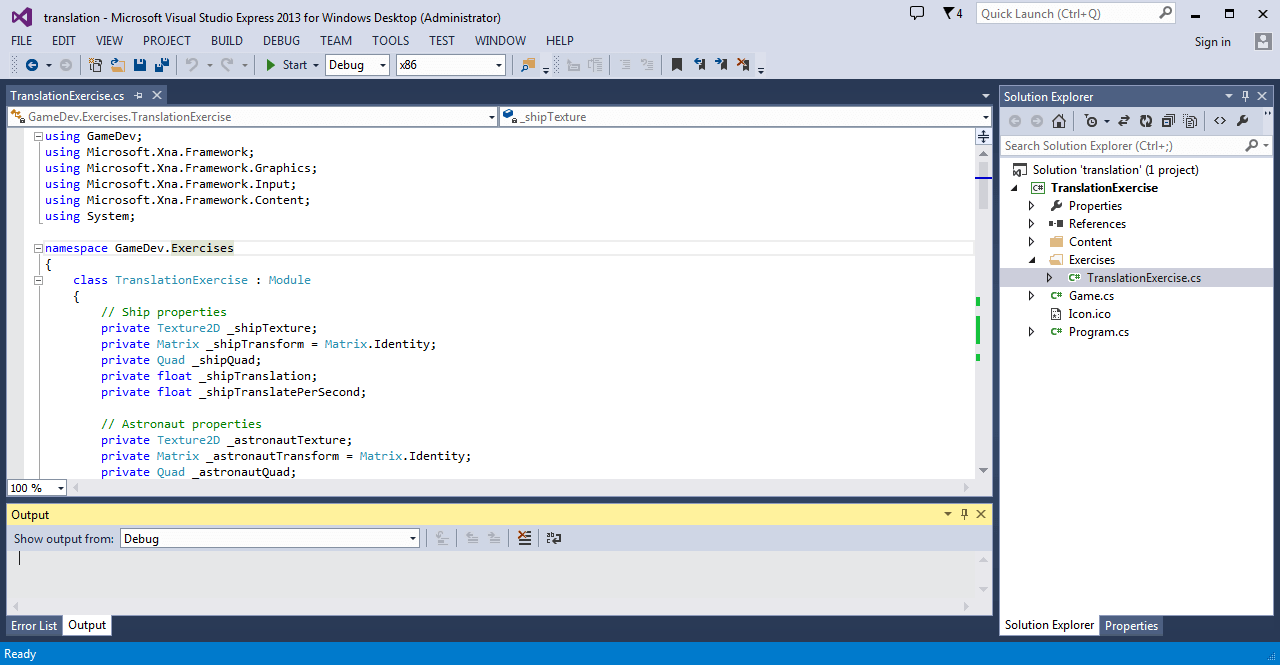 translation - Microsoft Visual Studio Express 2013 for Windows Desktop (Administrator)
4
Quick Launch (Ctrl+Q)
FILE EDIT VIEW PROJECT BUILD DEBUG TEAM TOOLS TEST WINDOW HELP
Sign in
Start Debug x86
TranslationExercise.cs
GameDev.Exercises.TranslationExercise
_shipTexture
using GameDev;
using Microsoft.Xna.Framework;
using Microsoft.Xna.Framework.Graphics;
using Microsoft.Xna.Framework.Input;
using Microsoft.Xna.Framework.Content;
using System;
namespace GameDev.Exercises
{
class TranslationExercise : Module
{
// Ship properties
private Texture2D _shipTexture;
private Matrix _shipTransform = Matrix.Identity;
private Quad _shipQuad;
private float _shipTranslation;
private float _shipTranslatePerSecond;
// Astronaut properties
private Texture2D _astronautTexture;
private Matrix _astronautTransform = Matrix.Identity;
private Quad _astronautQuad;
100 %
Output
Show output from: Debug
Error List Output
Solution Explorer
Search Solution Explorer (Ctrl+;)
Solution 'translation' (1 project)
C# TranslationExercise
Properties
References
Content
Exercises
C# TranslationExercise.cs
C# Game.cs
Icon.ico
C# Program.cs
Solution Explorer Properties
Ready